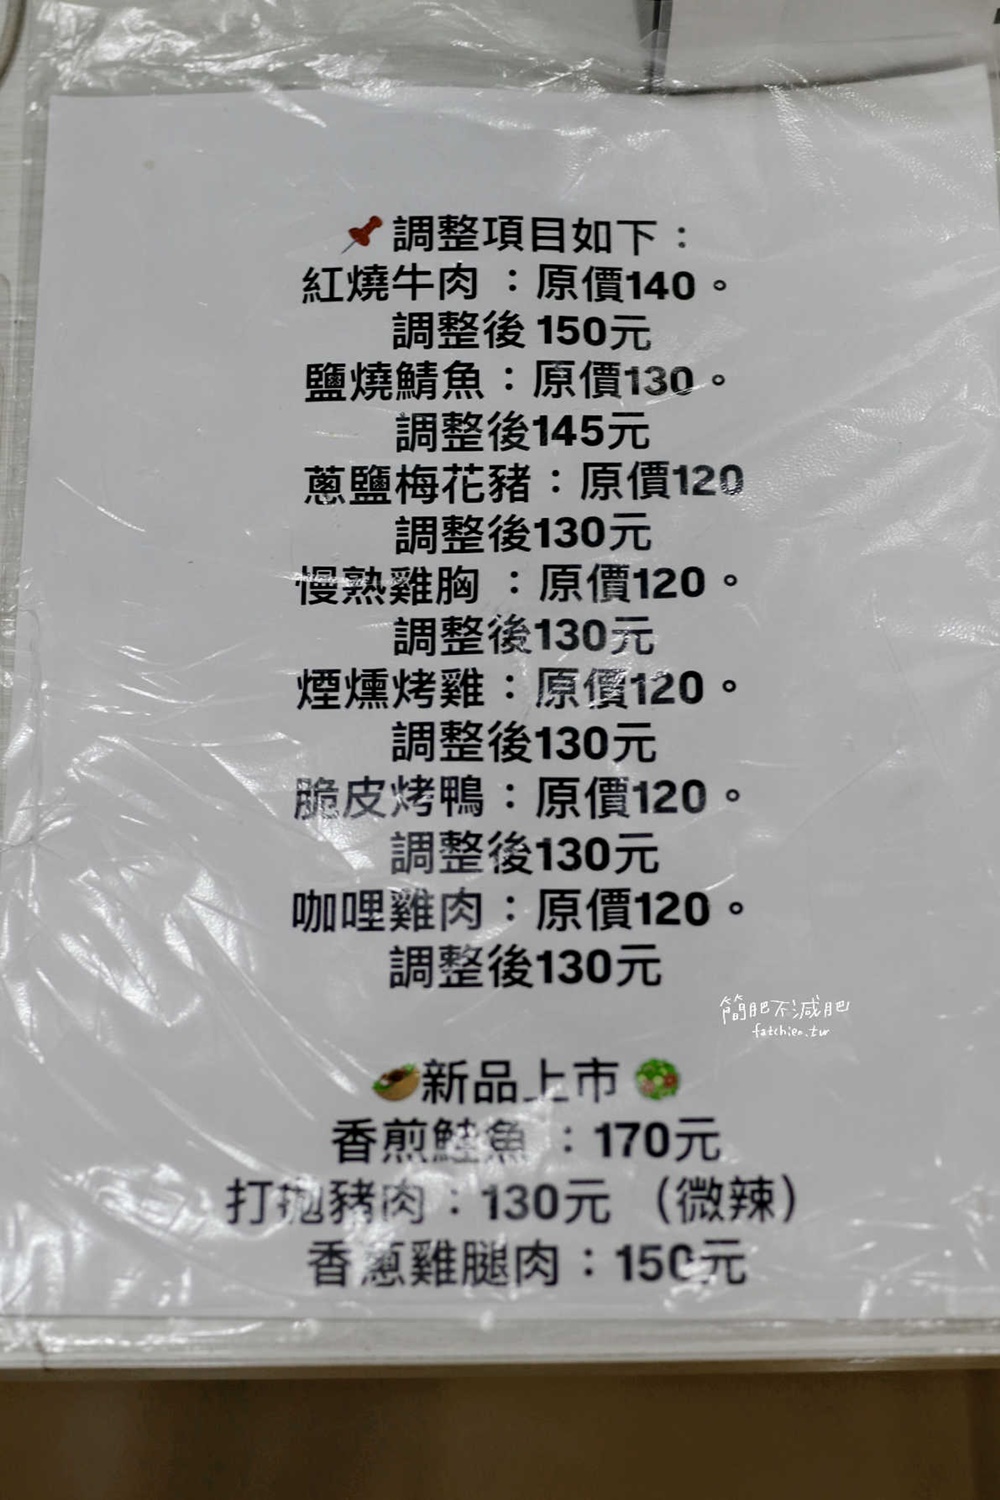 📌調整項目如下：
紅燒牛肉 ：原價140。
調整後 150元
鹽燒鯖魚：原價130。
調整後145元
蔥鹽梅花豬：原價120
調整後130元
慢熟雞胸 ：原價120。
調整後130元
煙燻烤雞：原價120。
調整後130元
脆皮烤鴨：原價120。
調整後130元
咖哩雞肉：原價120。
調整後130元
簡肥不減肥
fatchien.tw
🥙新品上市 🥗
香煎鮭魚 ：170元
打拋豬肉：130元 （微辣）
香蔥雞腿肉：150元